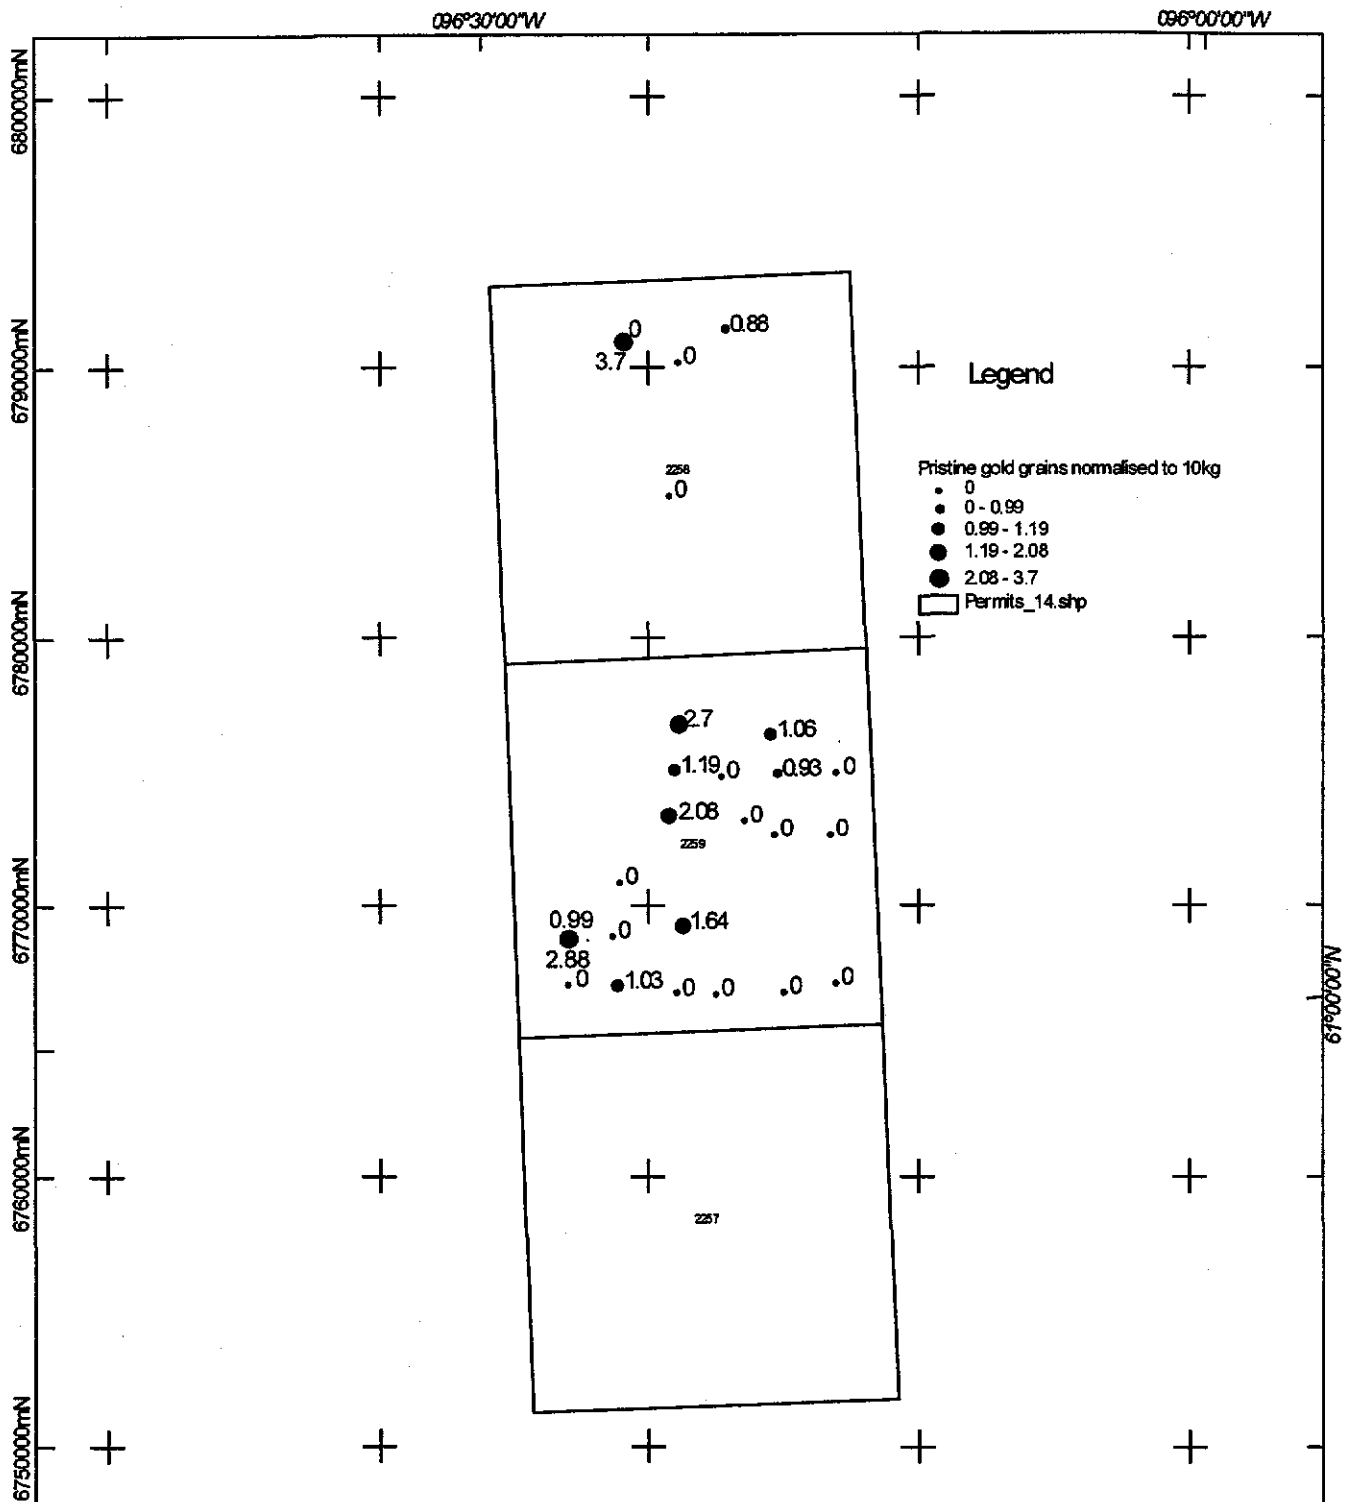 096°30'00"W
096°00'00"W
6800000mN
6790000mN
6780000mN
6770000mN
6760000mN
6750000mN
61°00'00"N
0
0.88
3.7
0
2258
0
Legend
Pristine gold grains normalised to 10kg
0
0 - 0.99
0.99 - 1.19
1.19 - 2.08
2.08 - 3.7
Permits_14.shp
2.7
1.06
1.19
0
0.93
0
2.08
0
0
0
2259
0
0.99
0
1.64
2.88
0
1.03
0
0
0
0
2257